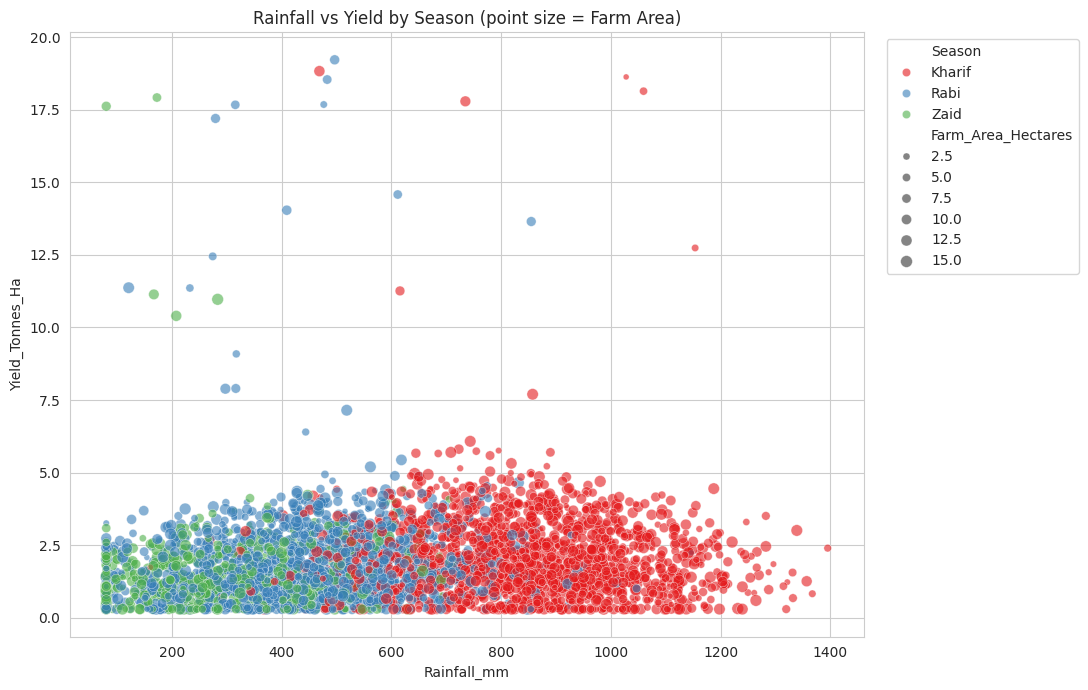 Rainfall vs Yield by Season (point size = Farm Area)
20.0
17.5
15.0
12.5
10.0
7.5
5.0
2.5
0.0
Yield_Tonnes_Ha
200
400
600
800
1000
1200
1400
Rainfall_mm
Season
Kharif
Rabi
Zaid
Farm_Area_Hectares
2.5
5.0
7.5
10.0
12.5
15.0